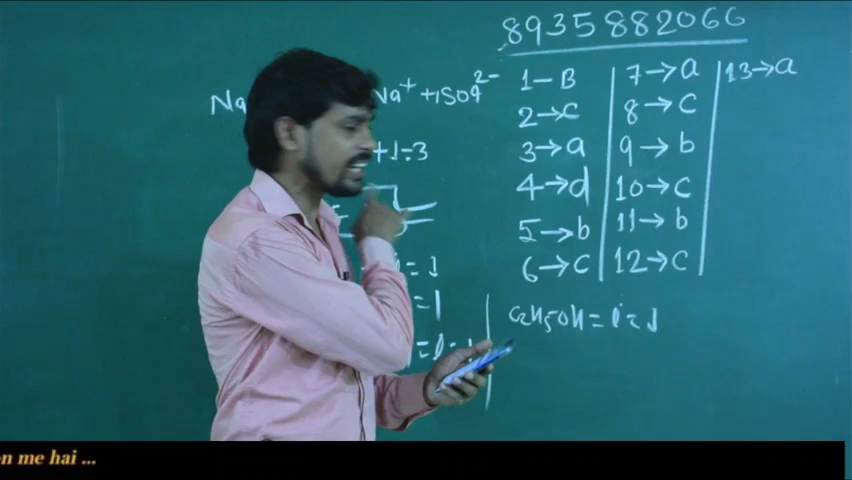 8935882066
1-B
2→c
3→a
4→d
5→b
6→c
7→a
8→c
9→b
10→c
11→b
12→c
13→a
Na
Na⁺ + 1SO4²⁻
+1=3
= 1
= 1
C2H5OH = i = 1
on me hai ...